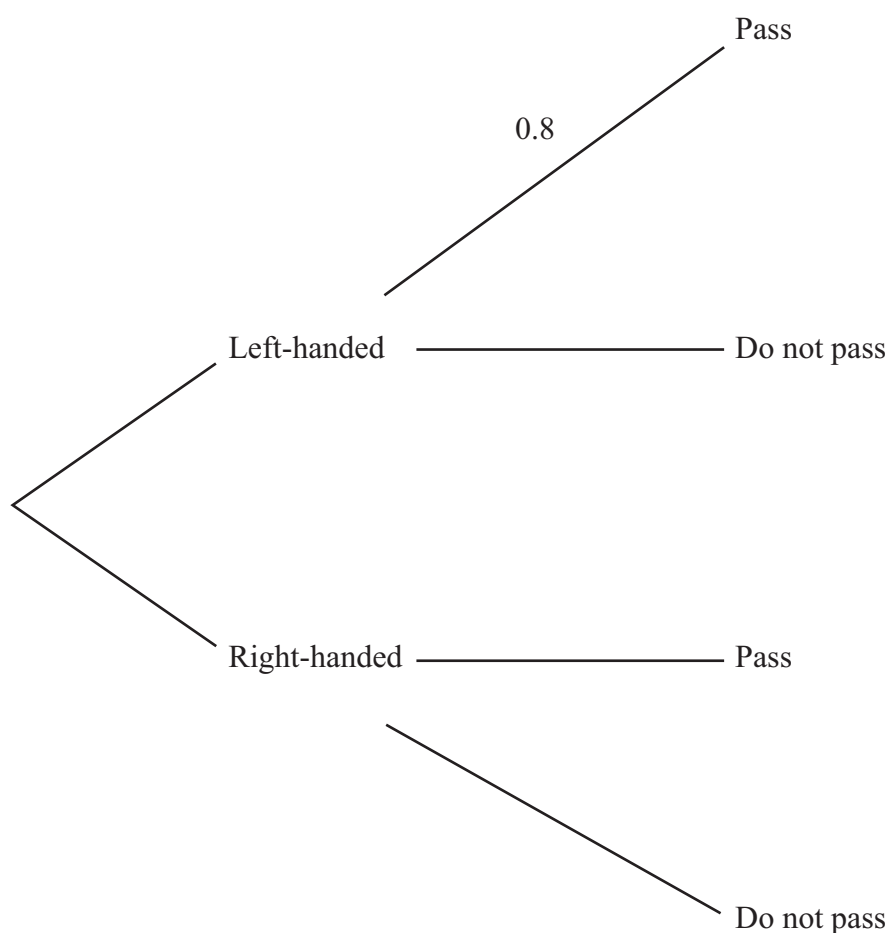 Pass
0.8
Left-handed
Do not pass
Right-handed
Pass
Do not pass